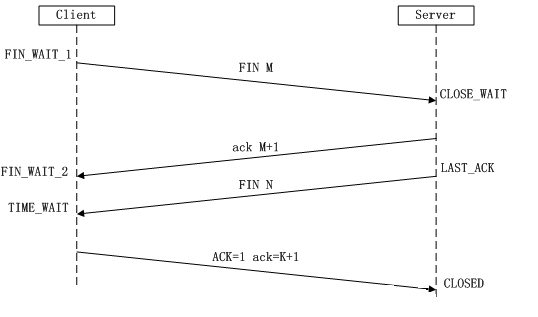 Client
Server
FIN_WAIT_1
FIN M
CLOSE_WAIT
ack M+1
FIN_WAIT_2
LAST_ACK
FIN N
TIME_WAIT
ACK=1 ack=K+1
CLOSED